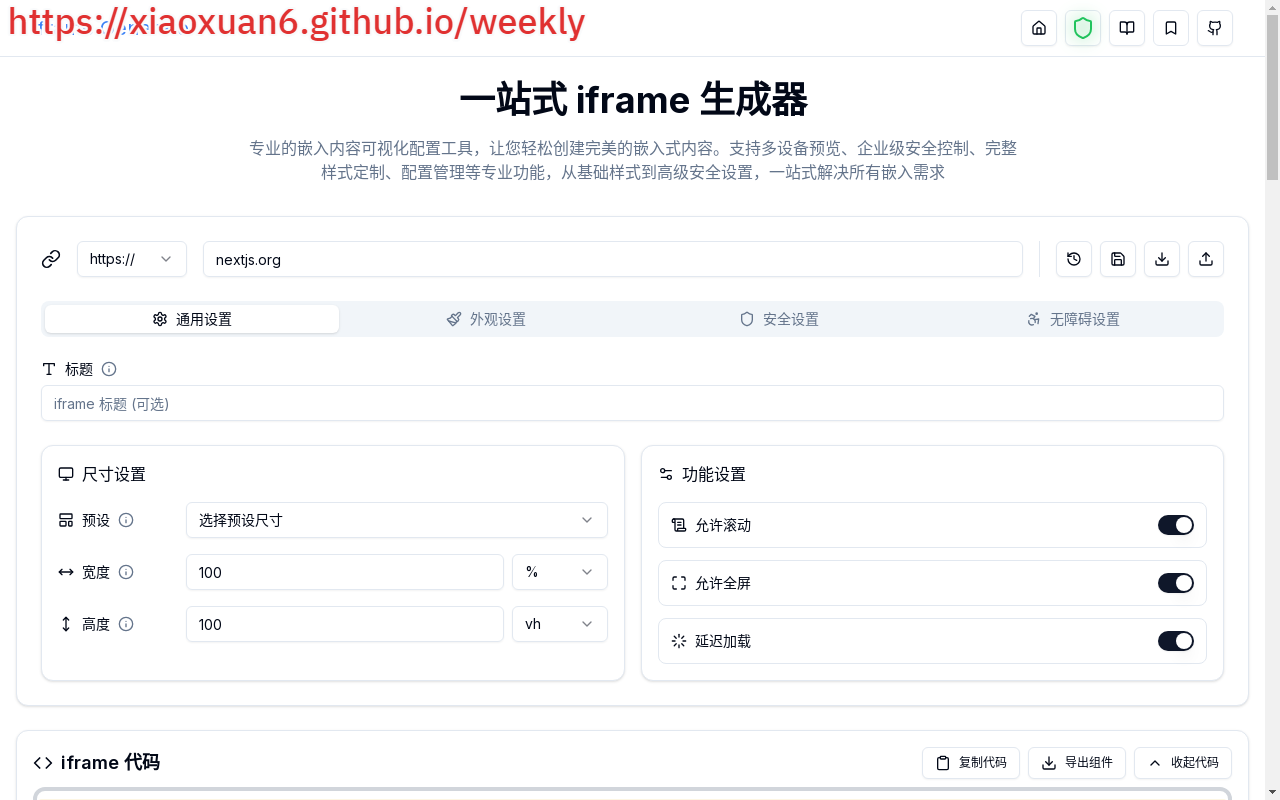 https://xiaoxuan6.github.io/weekly
一站式 iframe 生成器
专业的嵌入内容可视化配置工具，让您轻松创建完美的嵌入式内容。支持多设备预览、企业级安全控制、完整
样式定制、配置管理等专业功能，从基础样式到高级安全设置，一站式解决所有嵌入需求
https://
nextjs.org
通用设置 外观设置 安全设置 无障碍设置
标题
iframe 标题 (可选)
尺寸设置
预设 选择预设尺寸
宽度 100 %
高度 100 vh
功能设置
允许滚动
允许全屏
延迟加载
iframe 代码
复制代码 导出组件 收起代码